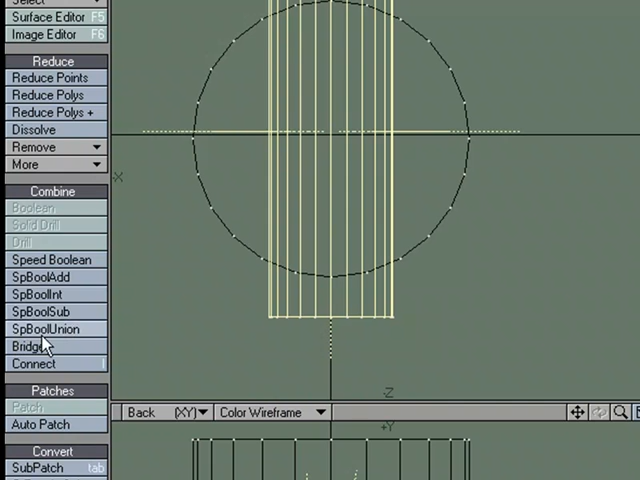 Select
Surface Editor F5
Image Editor F6
Reduce
Reduce Points
Reduce Polys
Reduce Polys +
Dissolve
Remove
More
Combine
Boolean
Solid Drill
Drill
Speed Boolean
SpBoolAdd
SpBoolInt
SpBoolSub
SpBoolUnion
Bridge
Connect l
Patches
Patch
Auto Patch
Convert
SubPatch tab
-X
-Z
Back (XY) Color Wireframe
+Y